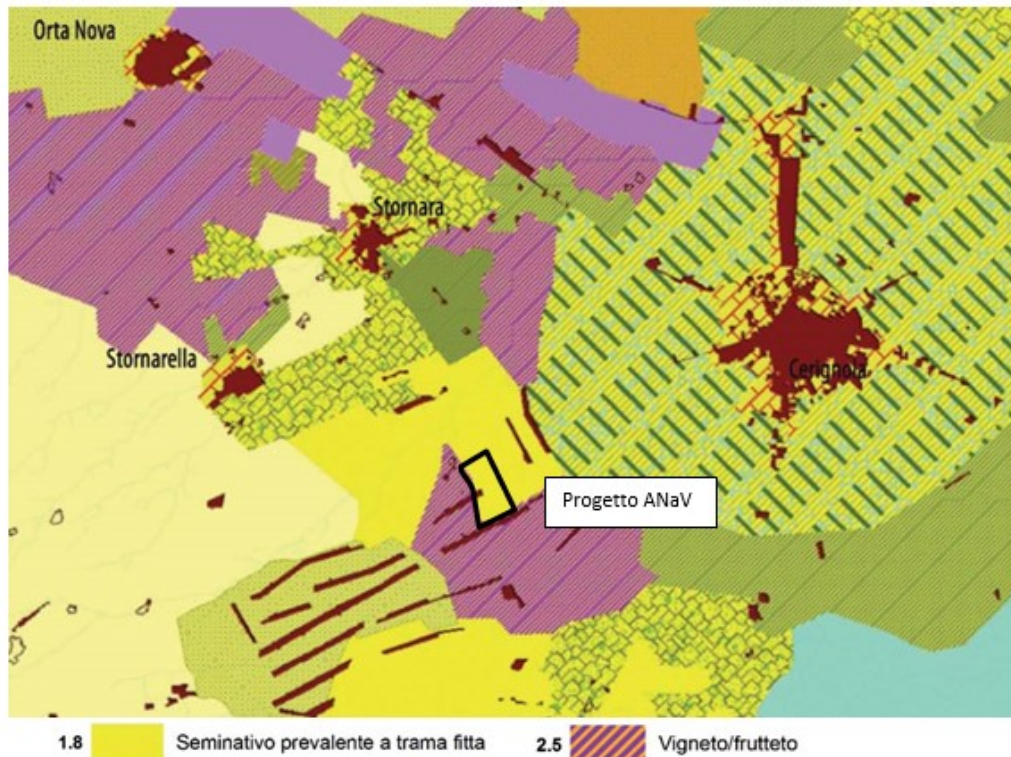 Orta Nova
Stornara
Stornarella
Cerignola
Progetto ANaV
1.8 Seminativo prevalente a trama fitta 2.5 Vigneto/frutteto